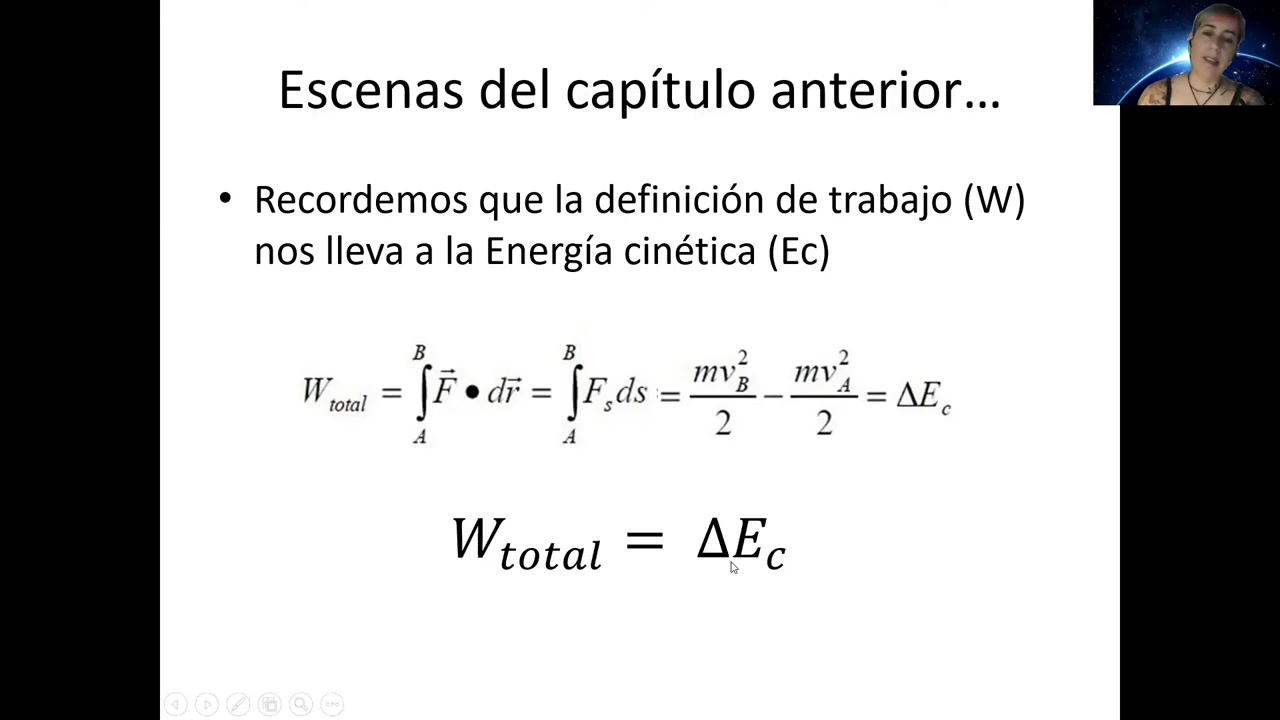 Escenas del capítulo anterior...
• Recordemos que la definición de trabajo (W)
nos lleva a la Energía cinética (Ec)
W_total = ∫_A^B F⃗ • dr⃗ = ∫_A^B F_s ds = mv_B^2/2 − mv_A^2/2 = ΔE_c
W_total = ΔE_c